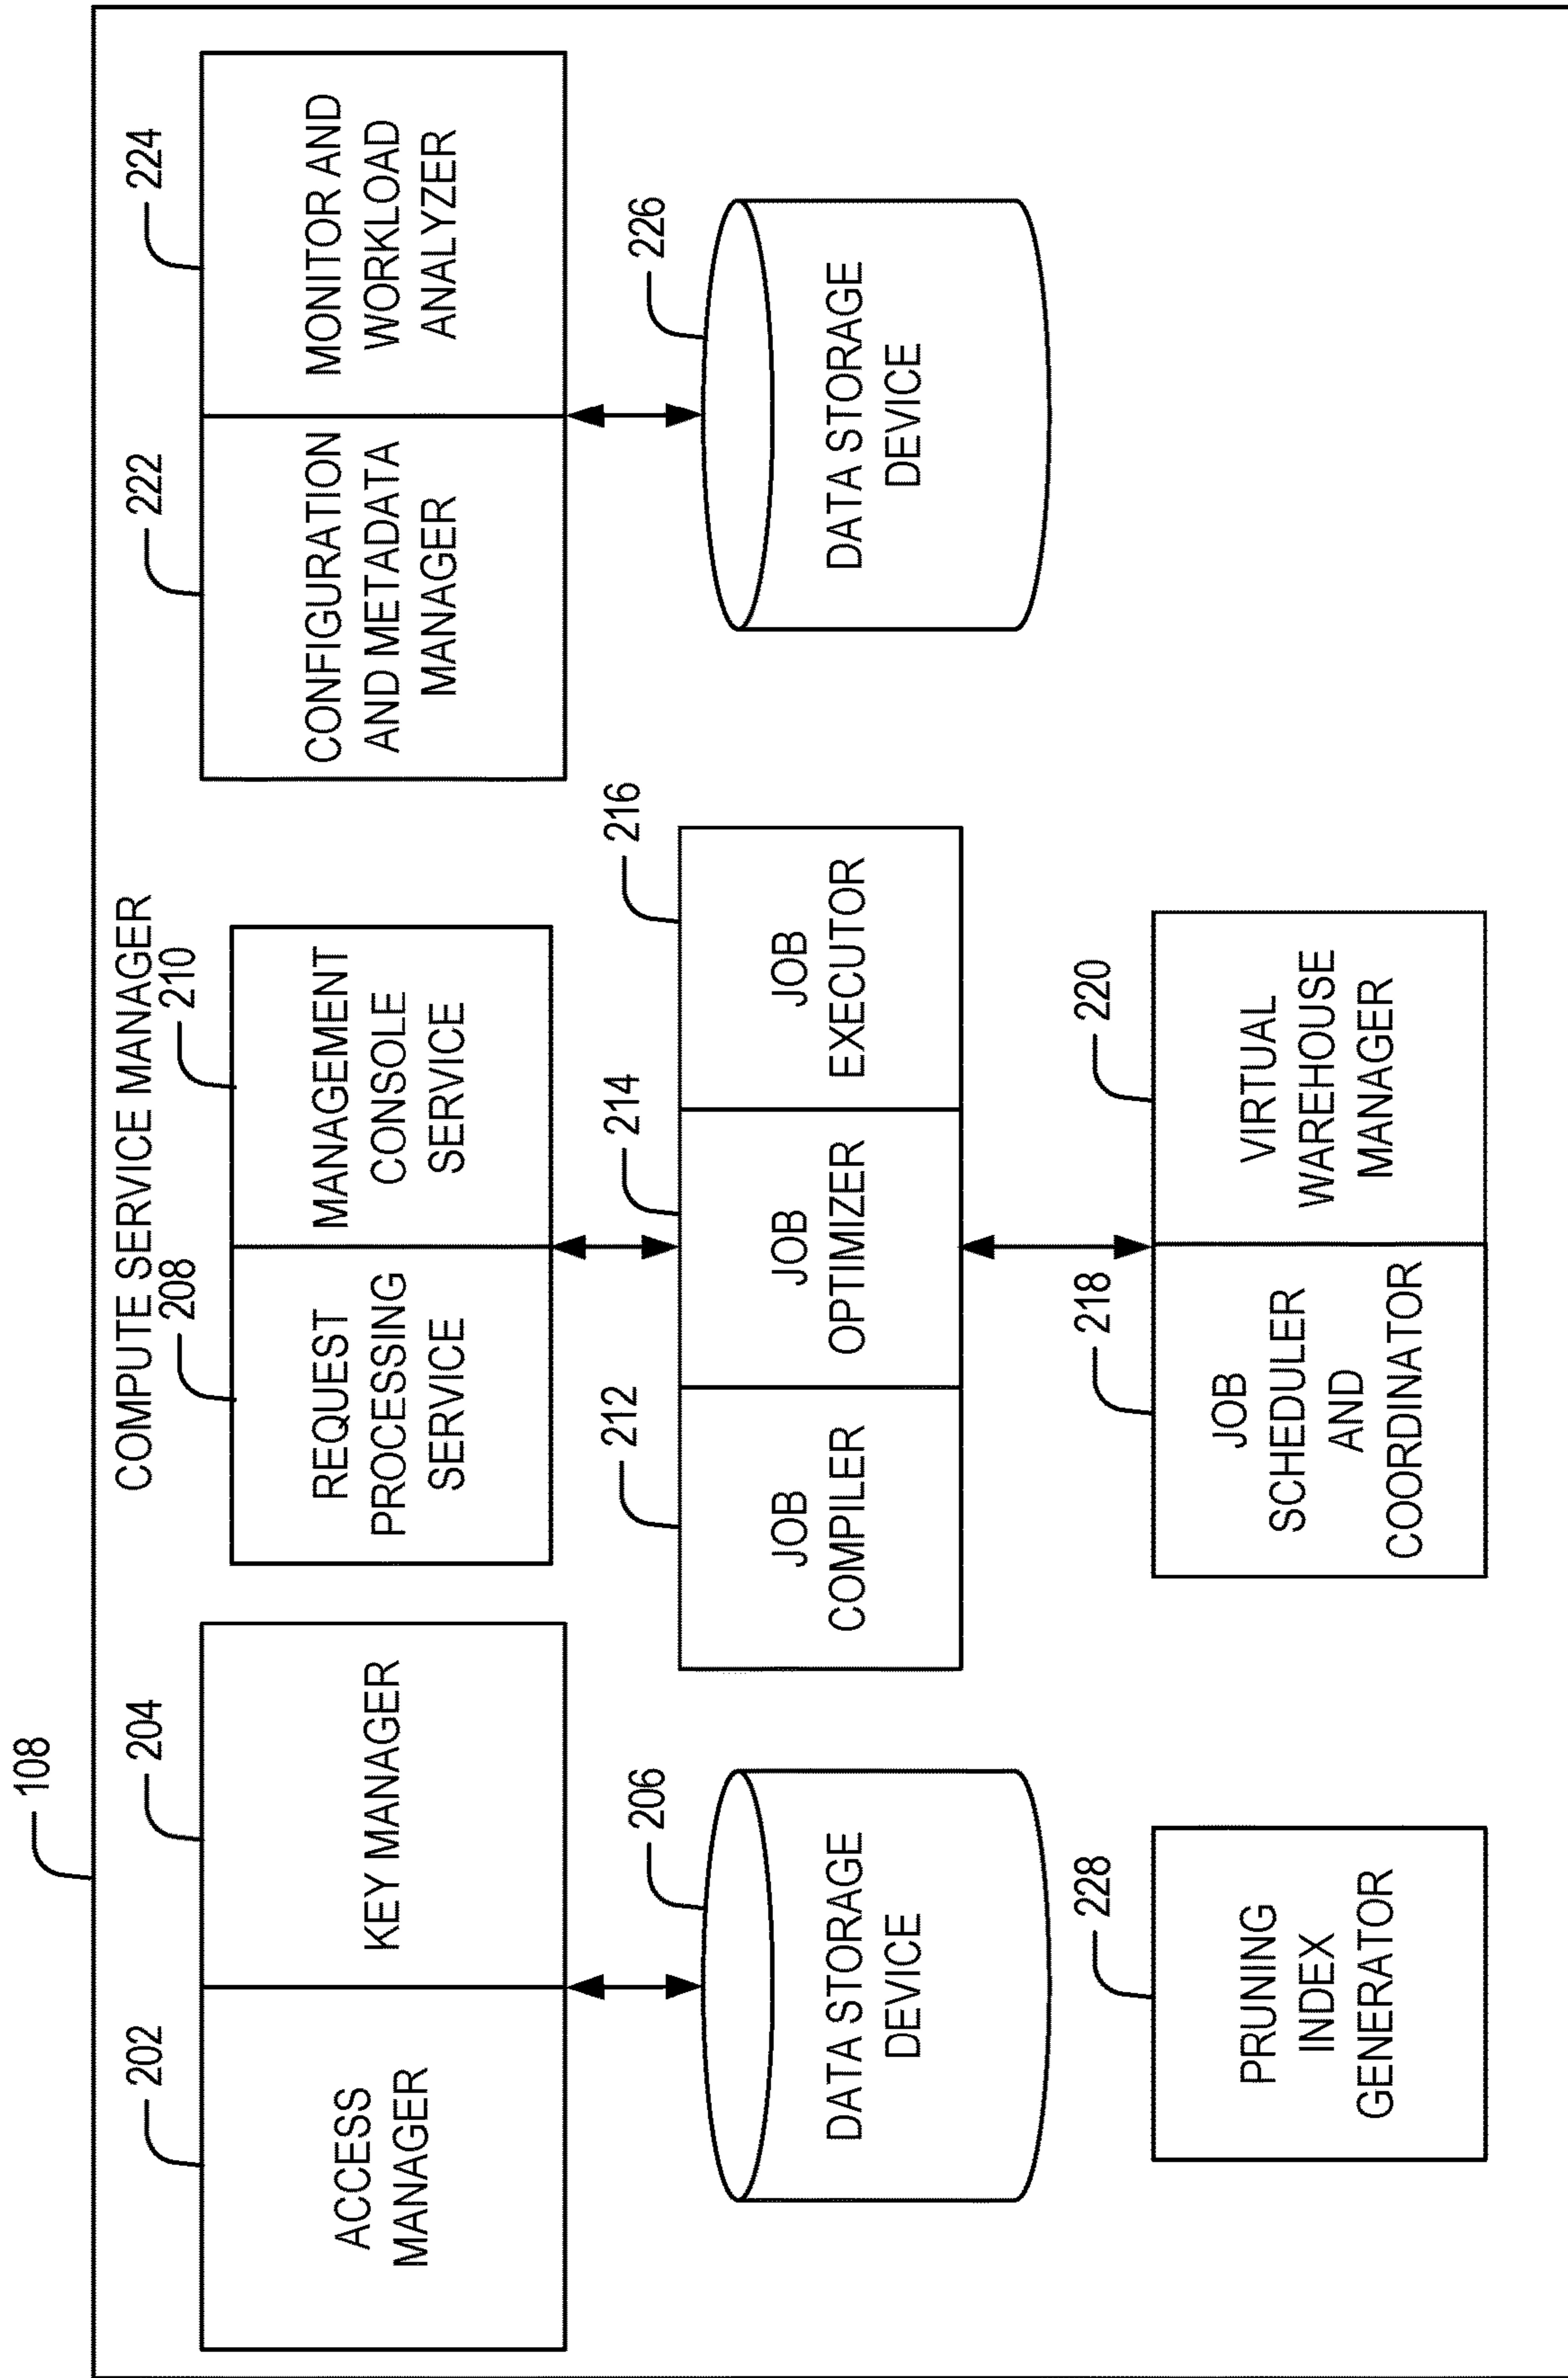 108
COMPUTE SERVICE MANAGER
202
204
ACCESS
MANAGER
KEY MANAGER
208
210
REQUEST
PROCESSING
SERVICE
MANAGEMENT
CONSOLE
SERVICE
222
224
CONFIGURATION
AND METADATA
MANAGER
MONITOR AND
WORKLOAD
ANALYZER
206
DATA STORAGE
DEVICE
212
214
216
JOB
COMPILER
JOB
OPTIMIZER
JOB
EXECUTOR
226
DATA STORAGE
DEVICE
228
PRUNING
INDEX
GENERATOR
218
220
JOB
SCHEDULER
AND
COORDINATOR
VIRTUAL
WAREHOUSE
MANAGER